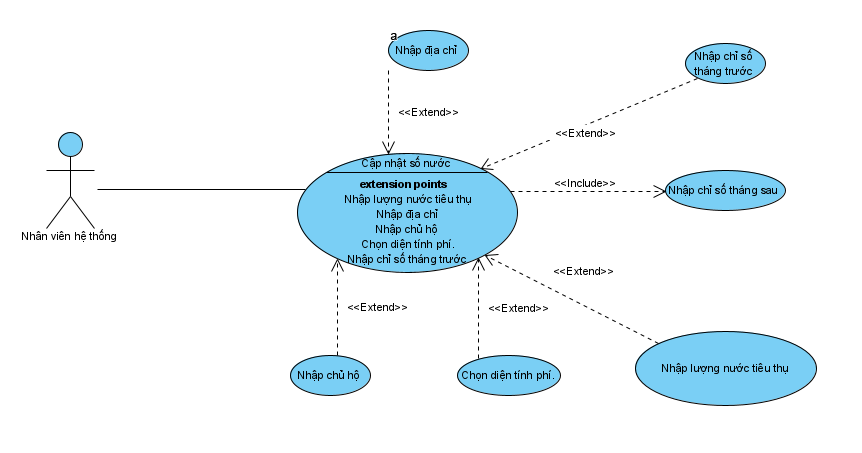 a
Nhập địa chỉ
Nhập chỉ số
tháng trước
<<Extend>>
<<Extend>>
Cập nhật số nước
extension points
Nhập lượng nước tiêu thụ
Nhập địa chỉ
Nhập chủ hộ
Chọn diện tính phí.
Nhập chỉ số tháng trước
<<Include>>
Nhập chỉ số tháng sau
Nhân viên hệ thống
<<Extend>>
<<Extend>>
<<Extend>>
Nhập chủ hộ
Chọn diện tính phí.
Nhập lượng nước tiêu thụ